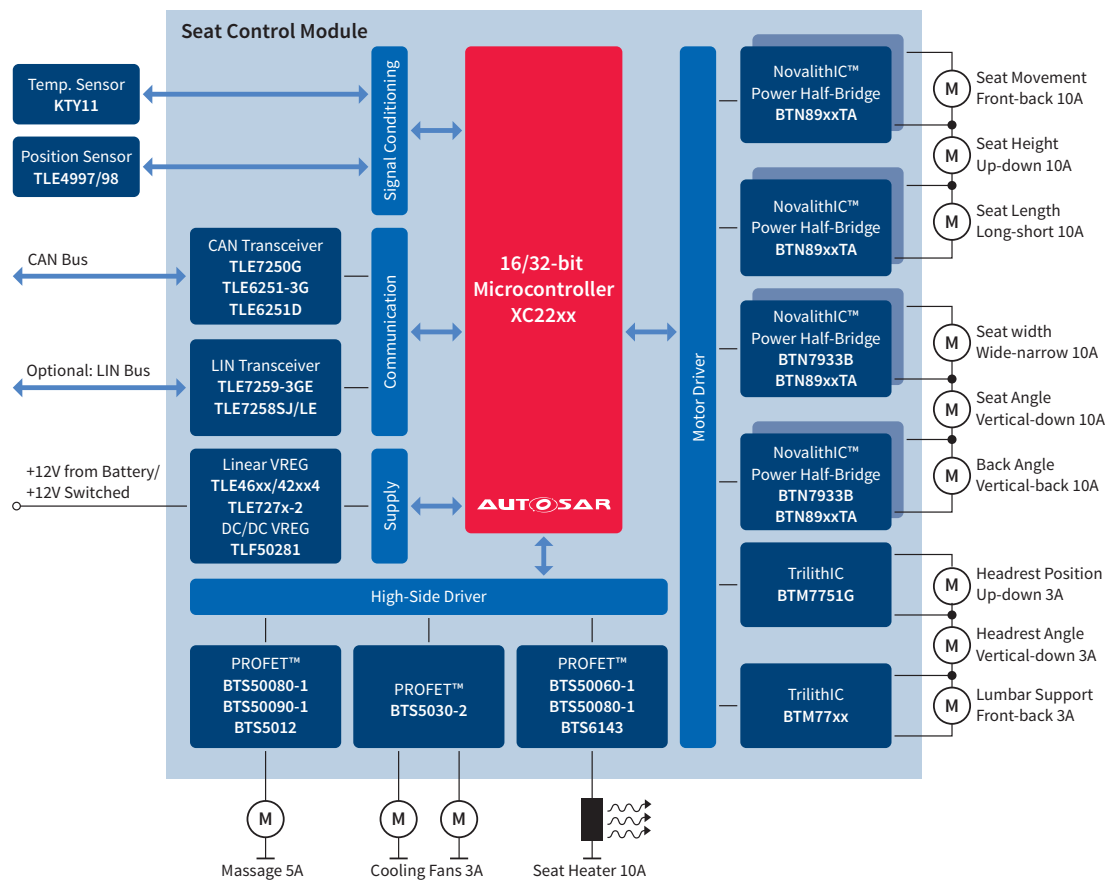 Seat Control Module
Temp. Sensor
KTY11
Position Sensor
TLE4997/98
Signal Conditioning
CAN Bus
CAN Transceiver
TLE7250G
TLE6251-3G
TLE6251D
Optional: LIN Bus
LIN Transceiver
TLE7259-3GE
TLE7258SJ/LE
Communication
+12V from Battery/
+12V Switched
Linear VREG
TLE46xx/42xx4
TLE727x-2
DC/DC VREG
TLF50281
Supply
16/32-bit
Microcontroller
XC22xx
AUTOSAR
Motor Driver
NovalithIC™
Power Half-Bridge
BTN89xxTA
NovalithIC™
Power Half-Bridge
BTN89xxTA
NovalithIC™
Power Half-Bridge
BTN7933B
BTN89xxTA
NovalithIC™
Power Half-Bridge
BTN7933B
BTN89xxTA
TrilithIC
BTM7751G
TrilithIC
BTM77xx
M
Seat Movement
Front-back 10A
M
Seat Height
Up-down 10A
M
Seat Length
Long-short 10A
M
Seat width
Wide-narrow 10A
M
Seat Angle
Vertical-down 10A
M
Back Angle
Vertical-back 10A
M
Headrest Position
Up-down 3A
M
Headrest Angle
Vertical-down 3A
M
Lumbar Support
Front-back 3A
High-Side Driver
PROFET™
BTS50080-1
BTS50090-1
BTS5012
PROFET™
BTS5030-2
PROFET™
BTS50060-1
BTS50080-1
BTS6143
M
Massage 5A
M
M
Cooling Fans 3A
Seat Heater 10A